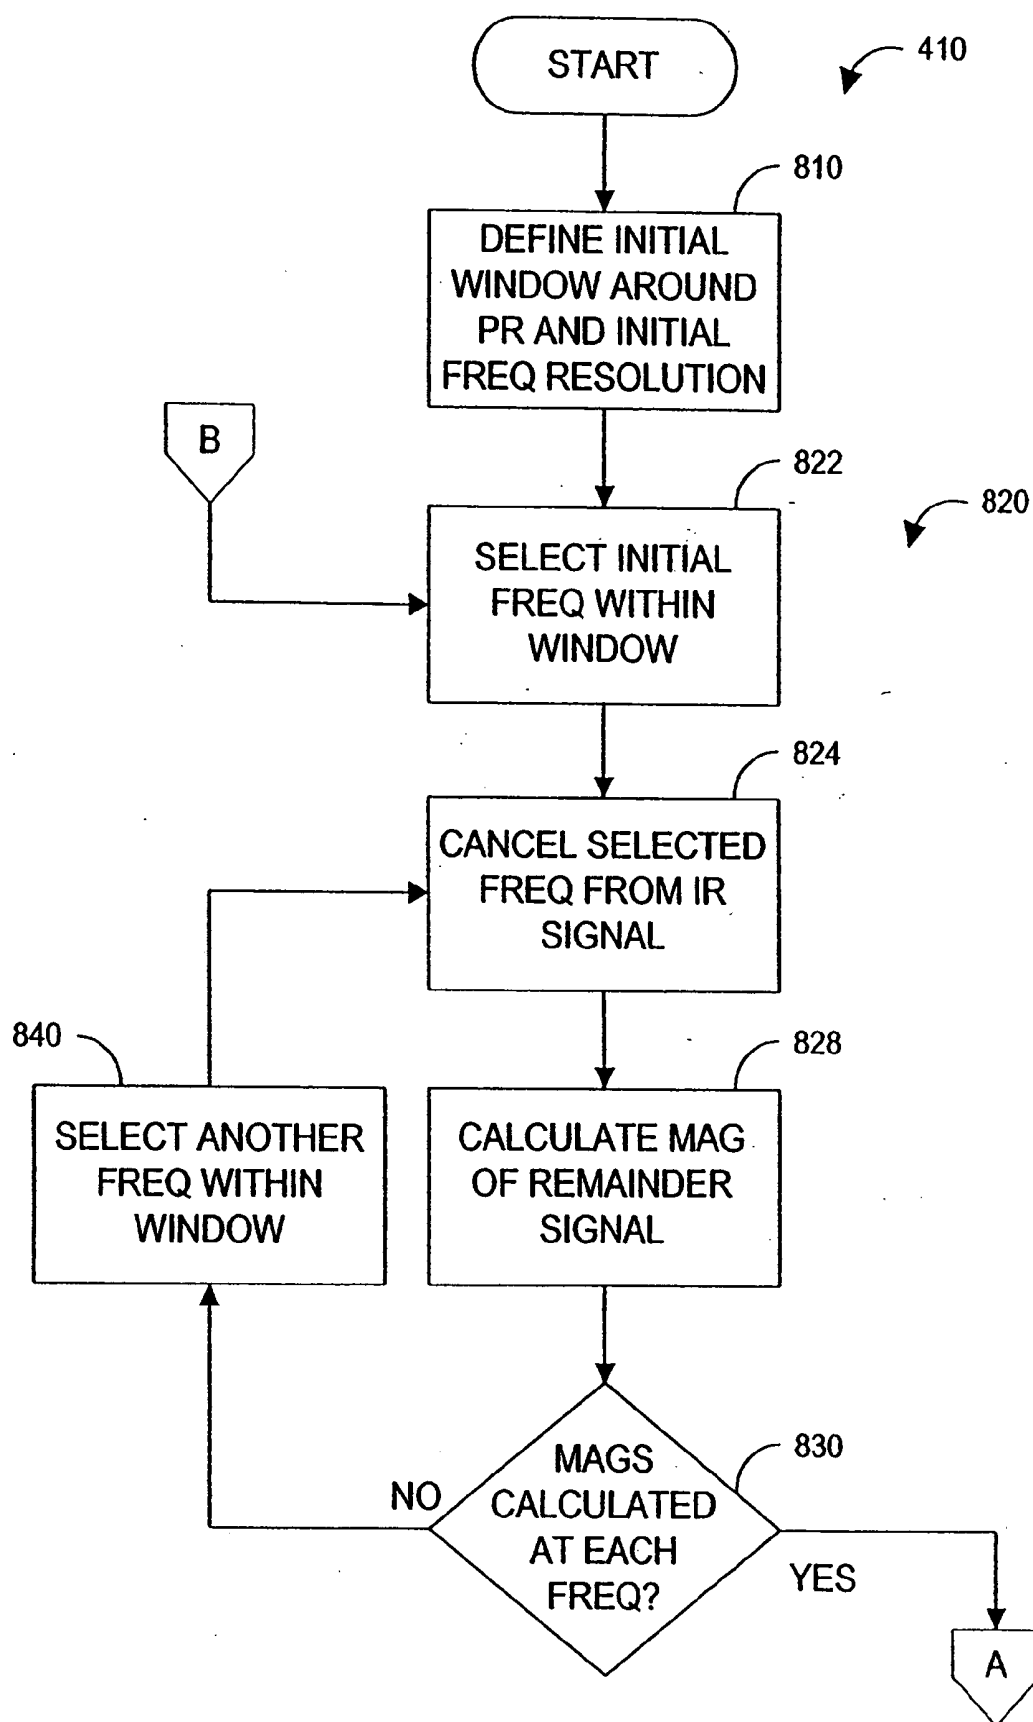 START
410
810
DEFINE INITIAL
WINDOW AROUND
PR AND INITIAL
FREQ RESOLUTION
B
822
820
SELECT INITIAL
FREQ WITHIN
WINDOW
824
CANCEL SELECTED
FREQ FROM IR
SIGNAL
840
828
SELECT ANOTHER
FREQ WITHIN
WINDOW
CALCULATE MAG
OF REMAINDER
SIGNAL
830
MAGS
CALCULATED
AT EACH
FREQ?
NO
YES
A